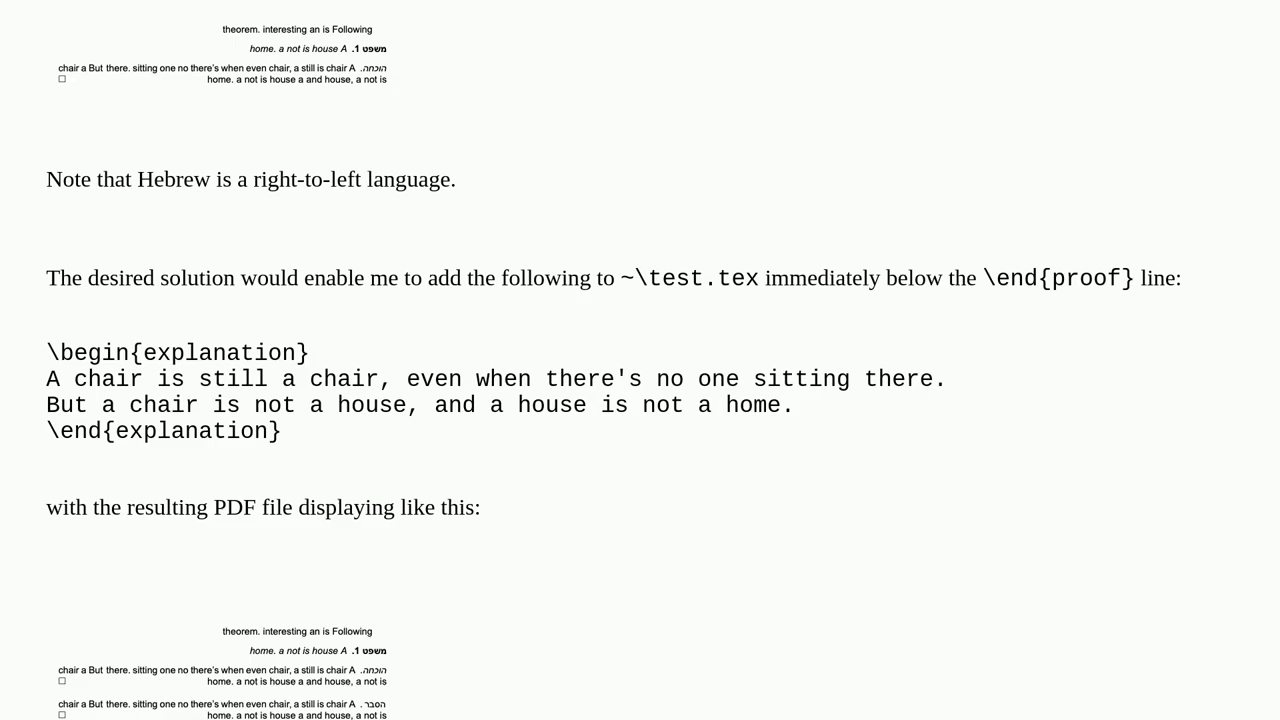 theorem. interesting an is Following
home. a not is house A .1 משפט
chair a But there. sitting one no there's when even chair, a still is chair A .הוכחה
□ home. a not is house a and house, a not is
Note that Hebrew is a right-to-left language.
The desired solution would enable me to add the following to ~\test.tex immediately below the \end{proof} line:
\begin{explanation}
A chair is still a chair, even when there's no one sitting there.
But a chair is not a house, and a house is not a home.
\end{explanation}
with the resulting PDF file displaying like this:
theorem. interesting an is Following
home. a not is house A .1 משפט
chair a But there. sitting one no there's when even chair, a still is chair A .הוכחה
□ home. a not is house a and house, a not is
chair a But there. sitting one no there's when even chair, a still is chair A . הסבר
□ home. a not is house a and house, a not is